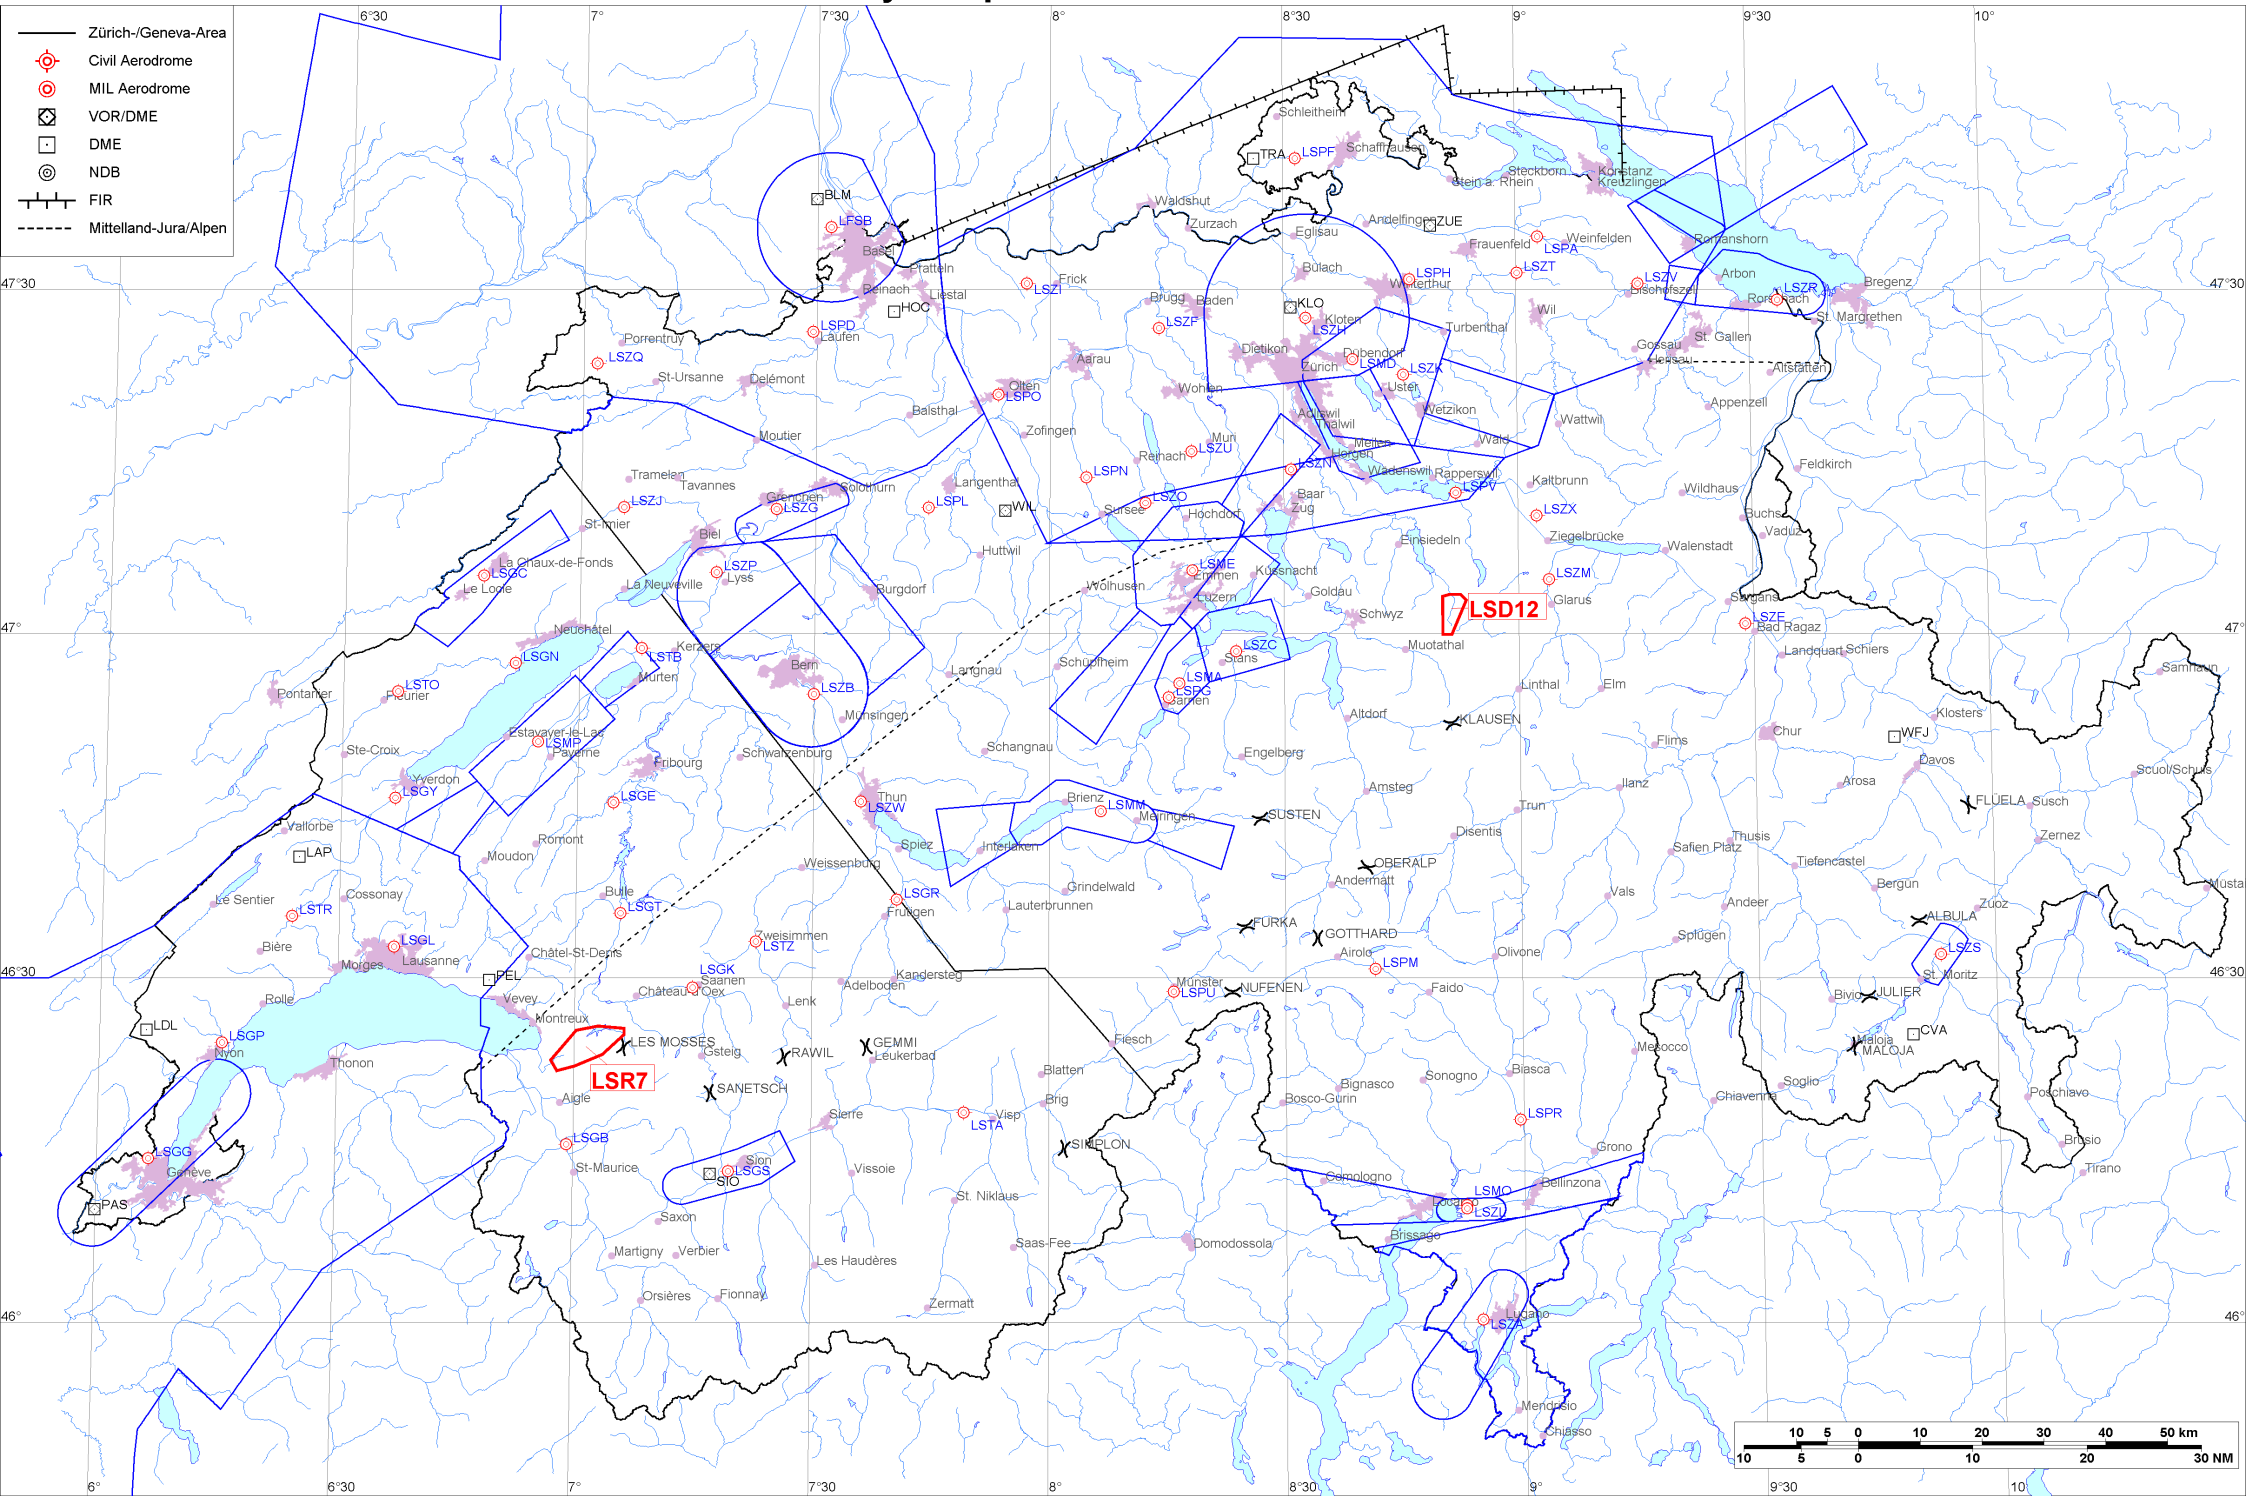 6°30
7°
7°30
8°
8°30
9°
9°30
10°
Zürich-/Geneva-Area
Civil Aerodrome
MIL Aerodrome
VOR/DME
DME
NDB
FIR
Mittelland-Jura/Alpen
Schleitheim
TRA
LSPF
Schaffhausen
Stein a. Rhein
Steckborn
Konstanz
Kreuzlingen
BLM
LFSB
Basel
Waldshut
Zurzach
Eglisau
Andelfingen
ZUE
Frauenfeld
LSPA
Weinfelden
Romanshorn
Pratteln
Reinach
Liestal
HOC
LSZI
Frick
Bülach
LSPH
Winterthur
LSZT
LSZV
Bischofszell
Arbon
LSZR
Rorschach
Bregenz
47°30
47°30
LSPD
Laufen
Brugg
Baden
LSZF
KLO
Kloten
LSZH
Turbenthal
Wil
St. Gallen
St. Margrethen
Porrentruy
LSZQ
St-Ursanne
Delémont
Aarau
Dietikon
Zürich
Dübendorf
LSMD
LSZK
Uster
Gossau
Herisau
Altstätten
Olten
LSPO
Balsthal
Wohlen
Wetzikon
Appenzell
Moutier
Zofingen
Adliswil
Thalwil
Muri
LSZU
Meilen
Horgen
Wald
Wattwil
Tramelan
Tavannes
LSPN
Reinach
LSZN
Wädenswil
Rapperswil
LSPV
Kaltbrunn
Wildhaus
Feldkirch
LSZJ
Grenchen
LSZG
Solothurn
LSPL
Langenthal
WIL
LSZO
Sursee
Hochdorf
Baar
Zug
LSZX
Buchs
Vaduz
St-Imier
Biel
Huttwil
Einsiedeln
Ziegelbrücke
Walenstadt
La Chaux-de-Fonds
LSGC
Le Locle
La Neuveville
LSZP
Lyss
Burgdorf
Wolhusen
LSME
Emmen
Luzern
Küssnacht
Goldau
Schwyz
LSD12
LSZM
Glarus
Sargans
LSZE
Bad Ragaz
47°
47°
Neuchâtel
LSGN
LSTB
Kerzers
Murten
Bern
LSZB
Langnau
Schüpfheim
LSZC
Stans
LSMA
LSPG
Sarnen
Muotathal
Landquart
Schiers
Samnaun
Pontarlier
LSTO
Fleurier
Münsingen
Altdorf
KLAUSEN
Linthal
Elm
Klosters
WFJ
Ste-Croix
Estavayer-le-Lac
LSMP
Payerne
Fribourg
Schwarzenburg
Schangnau
Engelberg
Flims
Chur
Davos
Yverdon
LSGY
LSGE
Thun
LSZW
Brienz
LSMM
Meiringen
SUSTEN
Amsteg
Trun
Ilanz
Arosa
FLÜELA
Susch
Scuol/Schuls
Vallorbe
LAP
Romont
Moudon
Weissenburg
Spiez
Interlaken
Disentis
OBERALP
Safien Platz
Thusis
Tiefencastel
Zernez
Le Sentier
LSTR
Cossonay
Bulle
LSGT
LSGR
Frutigen
Grindelwald
Lauterbrunnen
Andermatt
FURKA
GOTTHARD
Vals
Andeer
Bergün
ALBULA
Zuoz
Müstair
Bière
LSGL
Lausanne
Morges
Châtel-St-Denis
Zweisimmen
LSTZ
Airolo
LSPM
Olivone
Splügen
LSZS
St. Moritz
46°30
46°30
Rolle
PEL
Vevey
LSGK
Saanen
Château-d'Oex
Lenk
Adelboden
Kandersteg
Münster
LSPU
NUFENEN
Faido
Bivio
JULIER
LDL
LSGP
Nyon
Thonon
Montreux
LES MOSSES
LSR7
Gsteig
RAWIL
GEMMI
Leukerbad
Fiesch
Mesocco
Maloja
MALOJA
CVA
SANETSCH
Aigle
Blatten
Brig
Bignasco
Bosco-Gurin
Sonogno
Biasca
Soglio
Chiavenna
Poschiavo
LSGG
Genève
LSGB
St-Maurice
Sierre
LSTA
Visp
SIMPLON
LSPR
Grono
Brusio
Tirano
PAS
Sion
LSGS
SIO
Vissoie
St. Niklaus
Comologno
LSMO
Locarno
LSZL
Bellinzona
Saxon
Martigny
Verbier
Les Haudères
Saas-Fee
Domodossola
Brissago
Orsières
Fionnay
Zermatt
46°
46°
Lugano
LSZA
Mendrisio
Chiasso
10 5 0 10 20 30 40 50 km
10 5 0 10 20 30 NM
6°
6°30
7°
7°30
8°
8°30
9°
9°30
10°